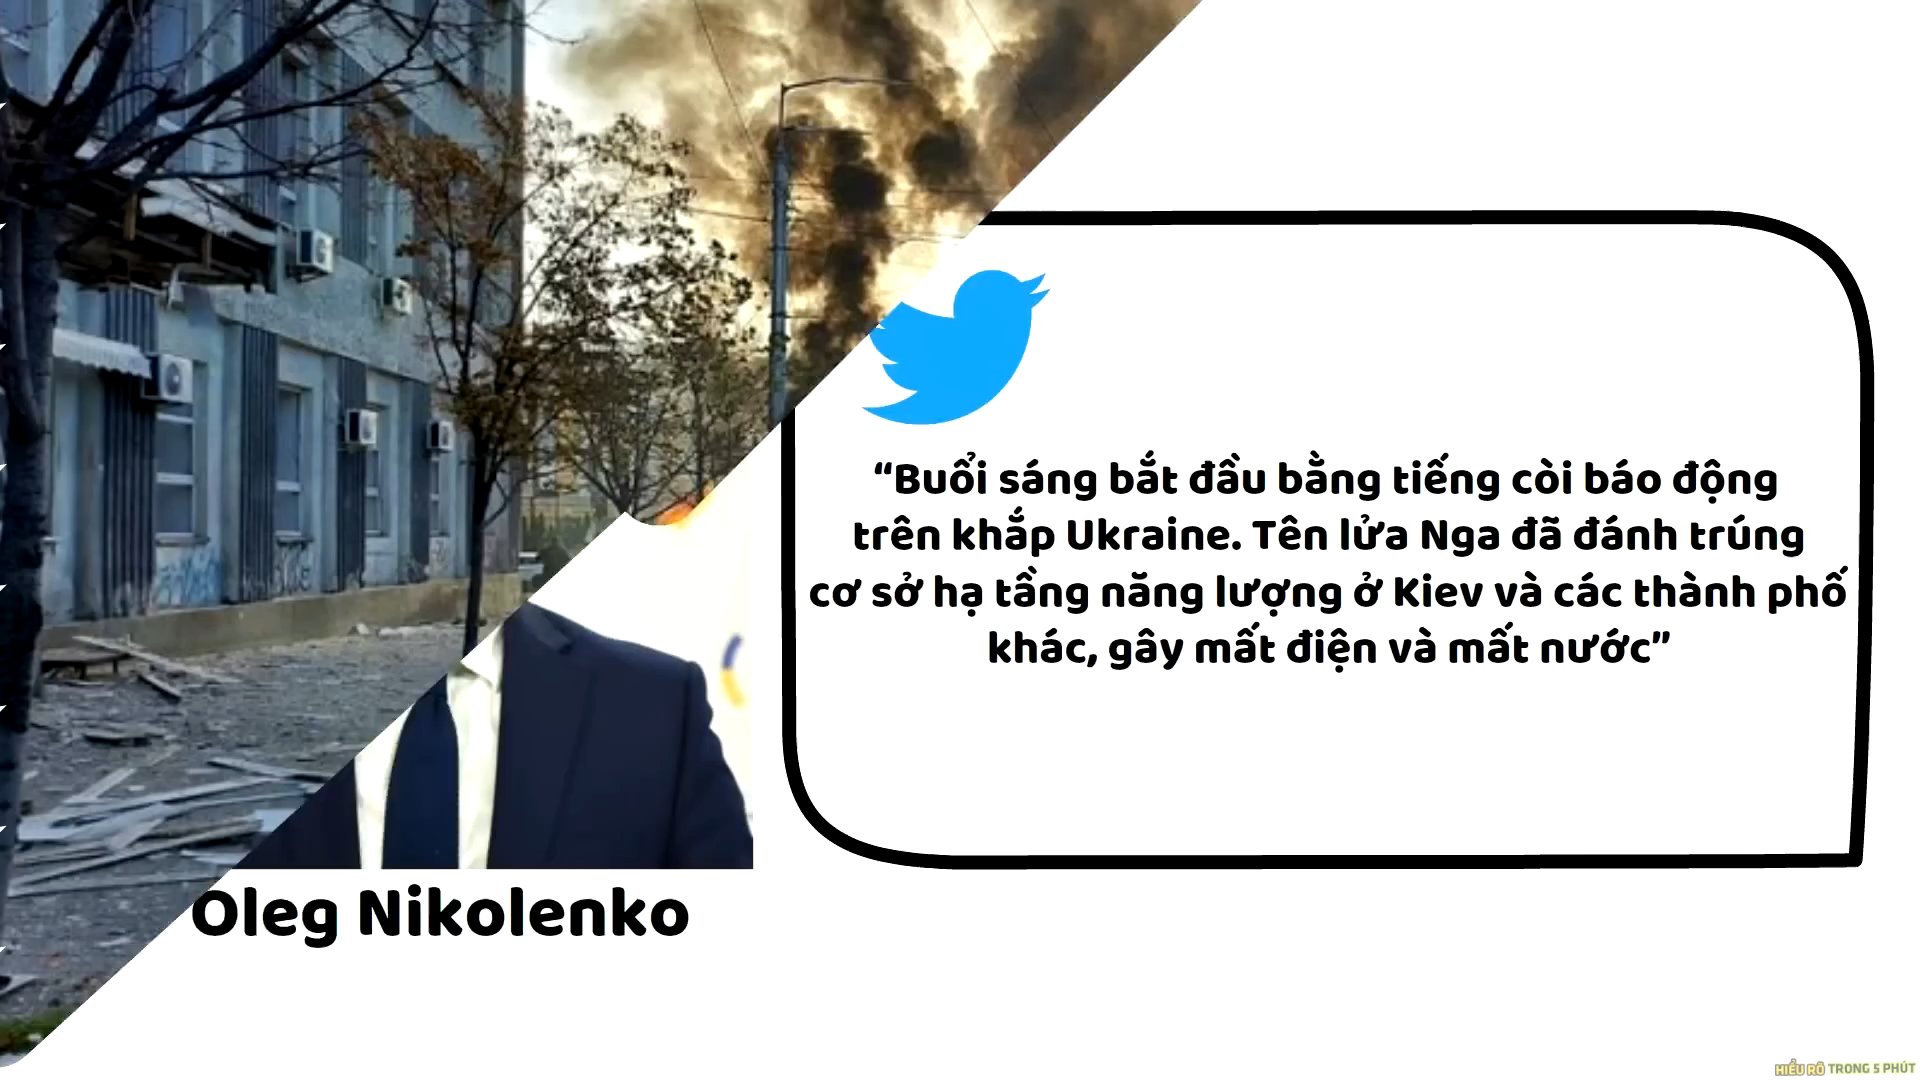 “Buổi sáng bắt đầu bằng tiếng còi báo động
trên khắp Ukraine. Tên lửa Nga đã đánh trúng
cơ sở hạ tầng năng lượng ở Kiev và các thành phố
khác, gây mất điện và mất nước”
Oleg Nikolenko
HIỂU RÕ TRONG 5 PHÚT